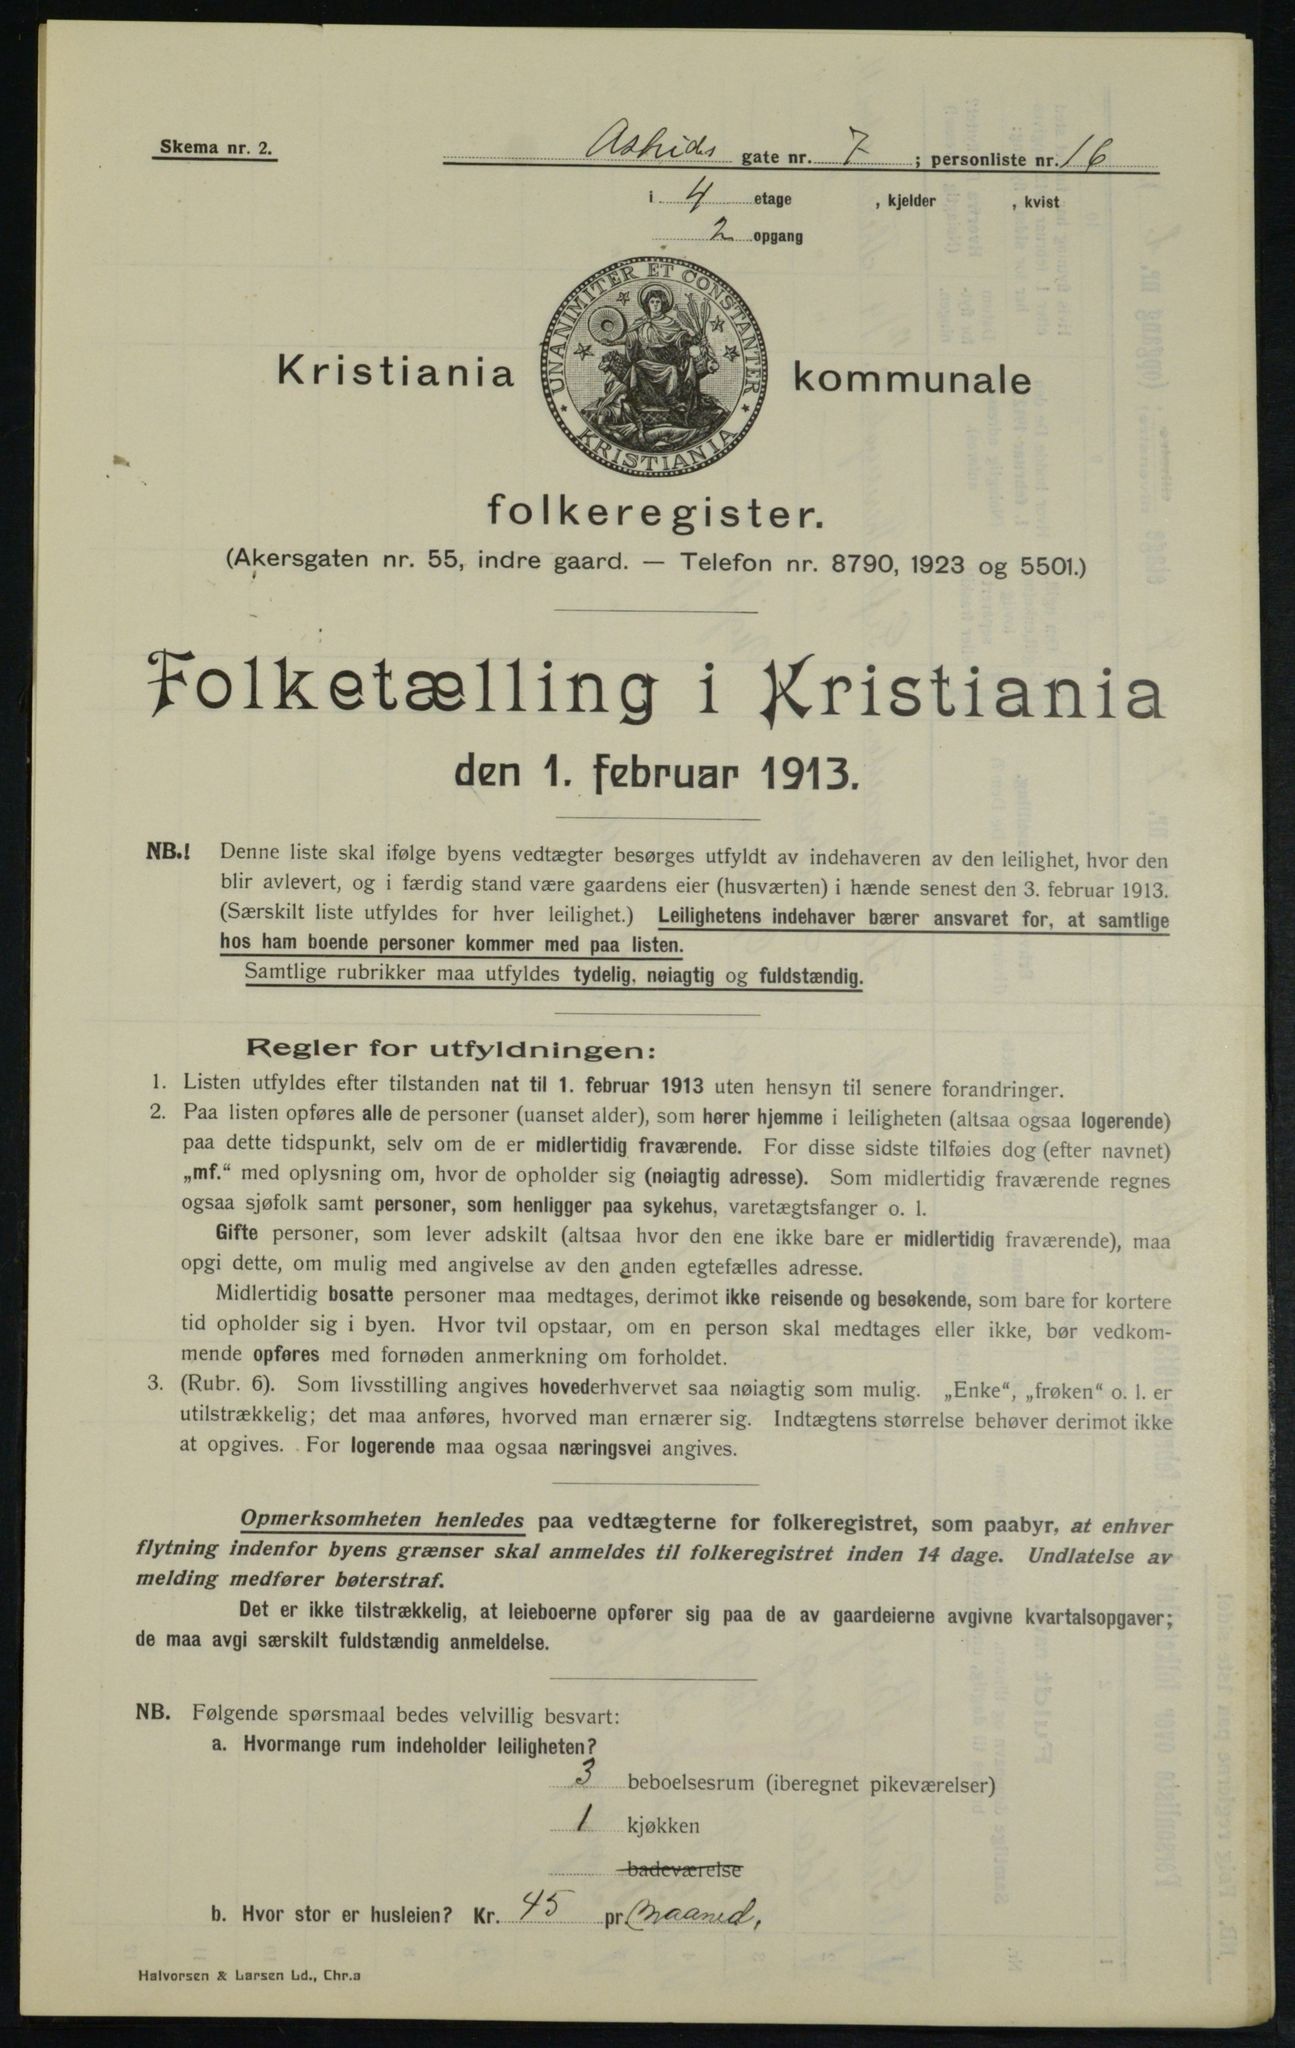 Skema nr. 2.
Astrids gate nr. 7; personliste nr. 16
i 4 etage , kjelder , kvist
2 opgang
UNANIMITER ET CONSTANTER
KRISTIANIA
Kristiania kommunale
folkeregister.
(Akersgaten nr. 55, indre gaard. — Telefon nr. 8790, 1923 og 5501.)
Folketælling i Kristiania
den 1. februar 1913.
NB.! Denne liste skal ifølge byens vedtægter besørges utfyldt av indehaveren av den leilighet, hvor den
blir avlevert, og i færdig stand være gaardens eier (husværten) i hænde senest den 3. februar 1913.
(Særskilt liste utfyldes for hver leilighet.) Leilighetens indehaver bærer ansvaret for, at samtlige
hos ham boende personer kommer med paa listen.
Samtlige rubrikker maa utfyldes tydelig, nøiagtig og fuldstændig.
Regler for utfyldningen:
1. Listen utfyldes efter tilstanden nat til 1. februar 1913 uten hensyn til senere forandringer.
2. Paa listen opføres alle de personer (uanset alder), som hører hjemme i leiligheten (altsaa ogsaa logerende)
paa dette tidspunkt, selv om de er midlertidig fraværende. For disse sidste tilføies dog (efter navnet)
„mf.“ med oplysning om, hvor de opholder sig (nøiagtig adresse). Som midlertidig fraværende regnes
ogsaa sjøfolk samt personer, som henligger paa sykehus, varetægtsfanger o. l.
Gifte personer, som lever adskilt (altsaa hvor den ene ikke bare er midlertidig fraværende), maa
opgi dette, om mulig med angivelse av den anden egtefælles adresse.
Midlertidig bosatte personer maa medtages, derimot ikke reisende og besøkende, som bare for kortere
tid opholder sig i byen. Hvor tvil opstaar, om en person skal medtages eller ikke, bør vedkom-
mende opføres med fornøden anmerkning om forholdet.
3. (Rubr. 6). Som livsstilling angives hovederhvervet saa nøiagtig som mulig. „Enke“, „frøken“ o. l. er
utilstrækkelig; det maa anføres, hvorved man ernærer sig. Indtægtens størrelse behøver derimot ikke
at opgives. For logerende maa ogsaa næringsvei angives.
Opmerksomheten henledes paa vedtægterne for folkeregistret, som paabyr, at enhver
flytning indenfor byens grænser skal anmeldes til folkeregistret inden 14 dage. Undlatelse av
melding medfører bøterstraf.
Det er ikke tilstrækkelig, at leieboerne opfører sig paa de av gaardeierne avgivne kvartalsopgaver;
de maa avgi særskilt fuldstændig anmeldelse.
NB. Følgende spørsmaal bedes velvillig besvart:
a. Hvormange rum indeholder leiligheten?
3 beboelsesrum (iberegnet pikeværelser)
1 kjøkken
badeværelse
b. Hvor stor er husleien? Kr. 45 pr Maaned.
Halvorsen & Larsen Ld., Chr.a